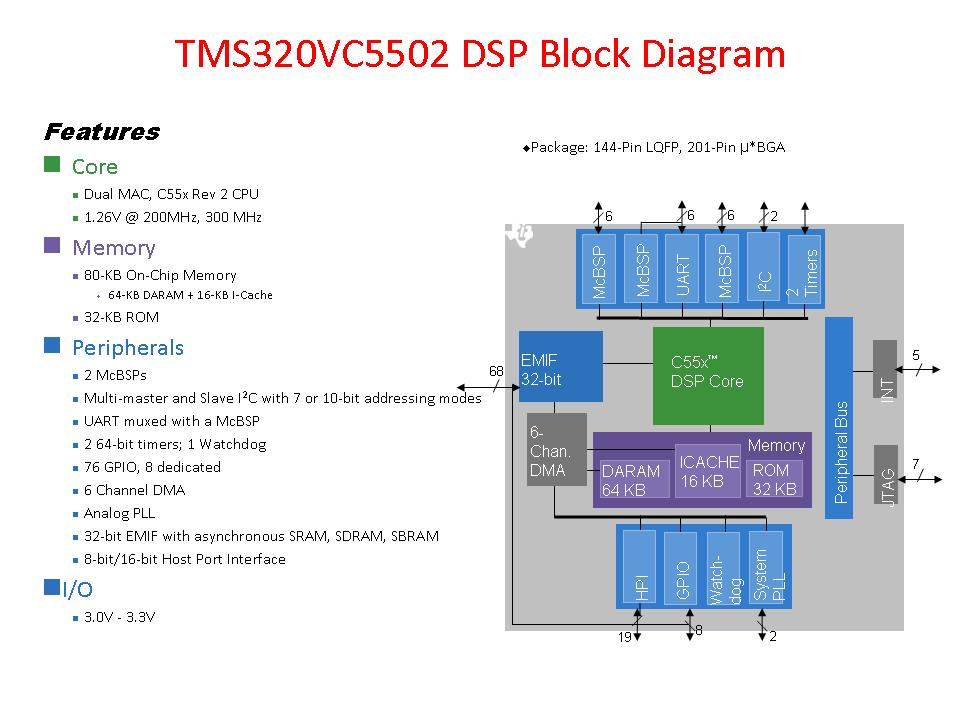 TMS320VC5502 DSP Block Diagram
Features
Core
Dual MAC, C55x Rev 2 CPU
1.26V @ 200MHz, 300 MHz
Memory
80-KB On-Chip Memory
64-KB DARAM + 16-KB I-Cache
32-KB ROM
Peripherals
2 McBSPs
Multi-master and Slave I²C with 7 or 10-bit addressing modes
UART muxed with a McBSP
2 64-bit timers; 1 Watchdog
76 GPIO, 8 dedicated
6 Channel DMA
Analog PLL
32-bit EMIF with asynchronous SRAM, SDRAM, SBRAM
8-bit/16-bit Host Port Interface
I/O
3.0V - 3.3V
◆Package: 144-Pin LQFP, 201-Pin µ*BGA
6
6
6
2
McBSP
McBSP
UART
McBSP
I²C
2
Timers
EMIF
32-bit
68
C55x™
DSP Core
6-
Chan.
DMA
Memory
DARAM
64 KB
ICACHE
16 KB
ROM
32 KB
Peripheral Bus
INT
5
JTAG
7
HPI
GPIO
Watch-
dog
System
PLL
19
8
2